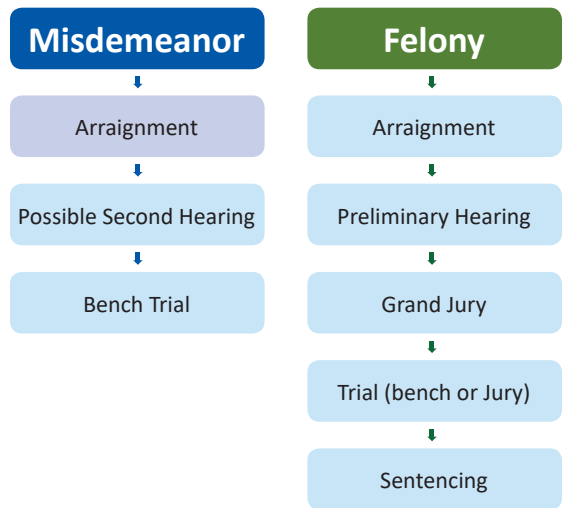 Misdemeanor
Arraignment
Possible Second Hearing
Bench Trial
Felony
Arraignment
Preliminary Hearing
Grand Jury
Trial (bench or Jury)
Sentencing